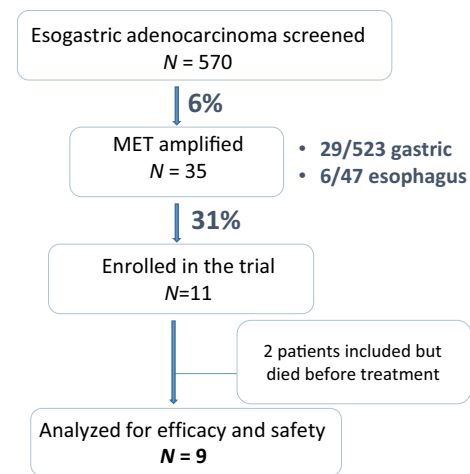 Esogastric adenocarcinoma screened
N = 570
6%
MET amplified
N = 35
• 29/523 gastric
• 6/47 esophagus
31%
Enrolled in the trial
N=11
2 patients included but
died before treatment
Analyzed for efficacy and safety
N = 9